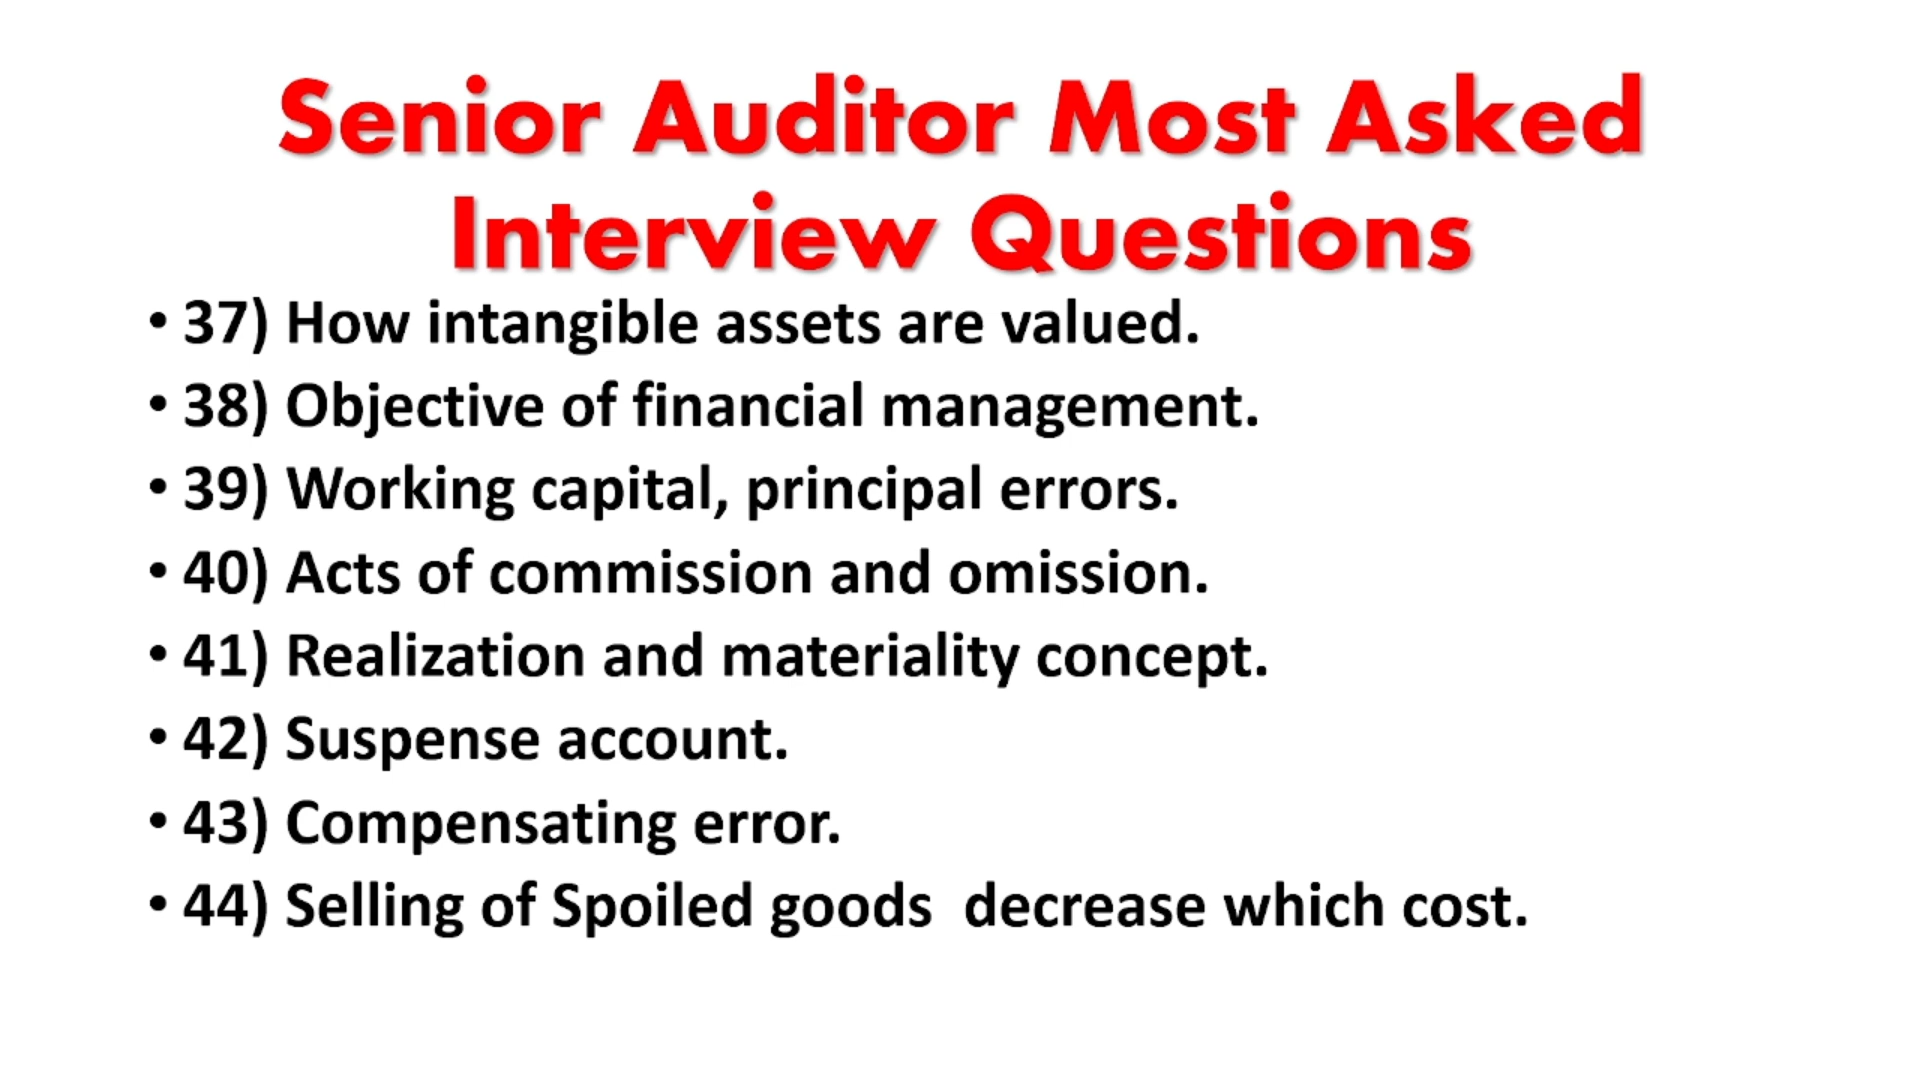 Senior Auditor Most Asked
Interview Questions
• 37) How intangible assets are valued.
• 38) Objective of financial management.
• 39) Working capital, principal errors.
• 40) Acts of commission and omission.
• 41) Realization and materiality concept.
• 42) Suspense account.
• 43) Compensating error.
• 44) Selling of Spoiled goods  decrease which cost.